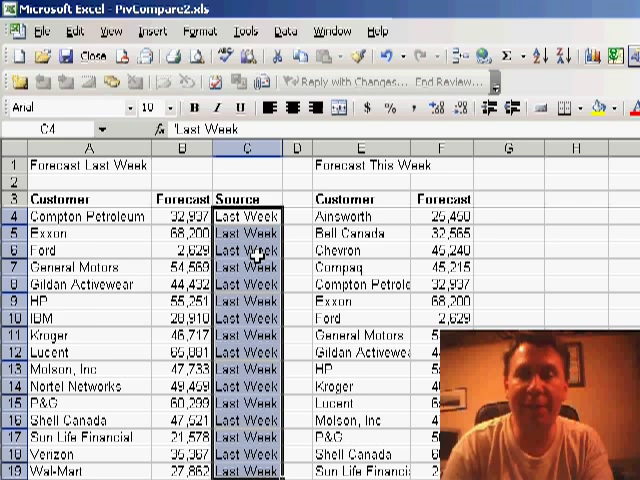 Microsoft Excel - PivCompare2.xls
File Edit View Insert Format Tools Data Window Help
Close Σ
Reply with Changes... End Review...
Arial 10 B I U $ % ,
C4 fx 'Last Week
A B C D E F G H
1 Forecast Last Week Forecast This Week
2
3 Customer Forecast Source Customer Forecast
4 Compton Petroleum 32,937 Last Week Ainsworth 25,450
5 Exxon 68,200 Last Week Bell Canada 32,565
6 Ford 2,629 Last Week Chevron 45,240
7 General Motors 54,569 Last Week Compaq 45,215
8 Gildan Activewear 44,432 Last Week Compton Petrole 32,937
9 HP 55,251 Last Week Exxon 68,200
10 IBM 28,910 Last Week Ford 2,629
11 Kroger 46,717 Last Week General Motors
12 Lucent 65,881 Last Week Gildan Activewea
13 Molson, Inc 47,733 Last Week HP
14 Nortel Networks 49,459 Last Week Kroger
15 P&G 60,299 Last Week Lucent
16 Shell Canada 47,521 Last Week Molson, Inc
17 Sun Life Financial 21,578 Last Week P&G
18 Verizon 35,367 Last Week Shell Canada
19 Wal-Mart 27,862 Last Week Sun Life Financi